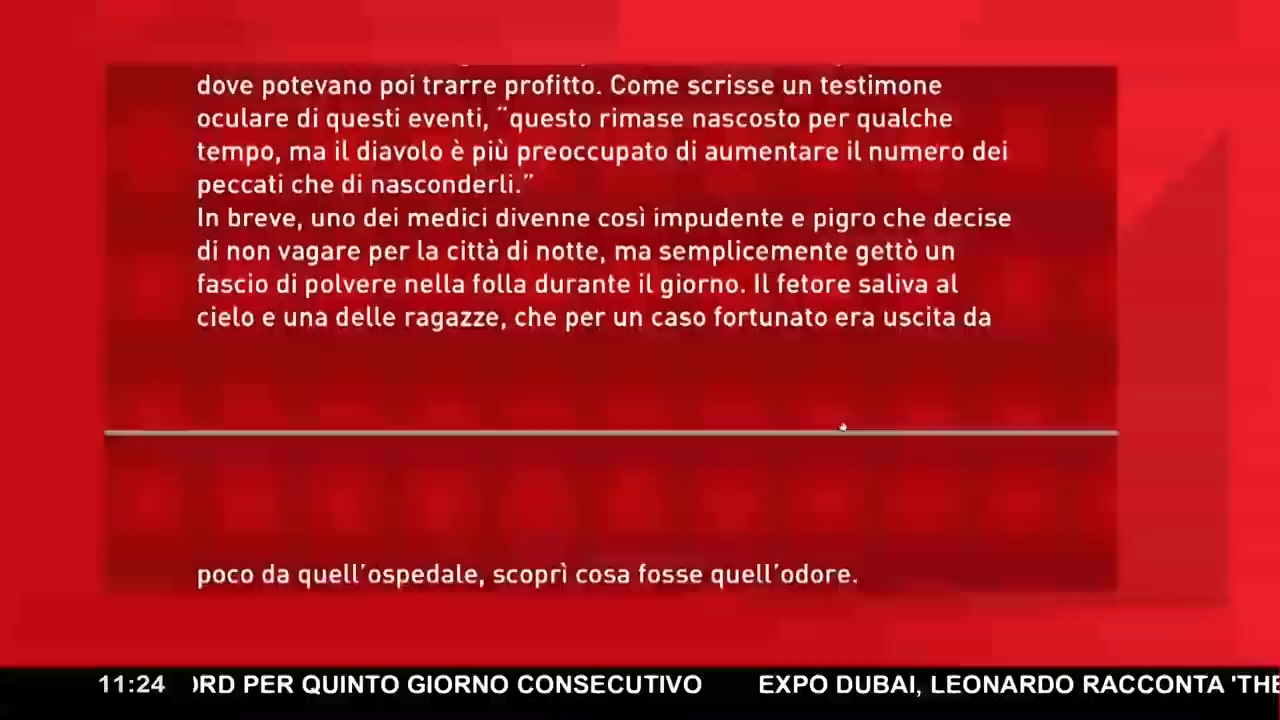 dove potevano poi trarre profitto. Come scrisse un testimone
oculare di questi eventi, "questo rimase nascosto per qualche
tempo, ma il diavolo è più preoccupato di aumentare il numero dei
peccati che di nasconderli."
In breve, uno dei medici divenne così impudente e pigro che decise
di non vagare per la città di notte, ma semplicemente gettò un
fascio di polvere nella folla durante il giorno. Il fetore saliva al
cielo e una delle ragazze, che per un caso fortunato era uscita da
poco da quell'ospedale, scoprì cosa fosse quell'odore.
11:24 RD PER QUINTO GIORNO CONSECUTIVO EXPO DUBAI, LEONARDO RACCONTA 'THE